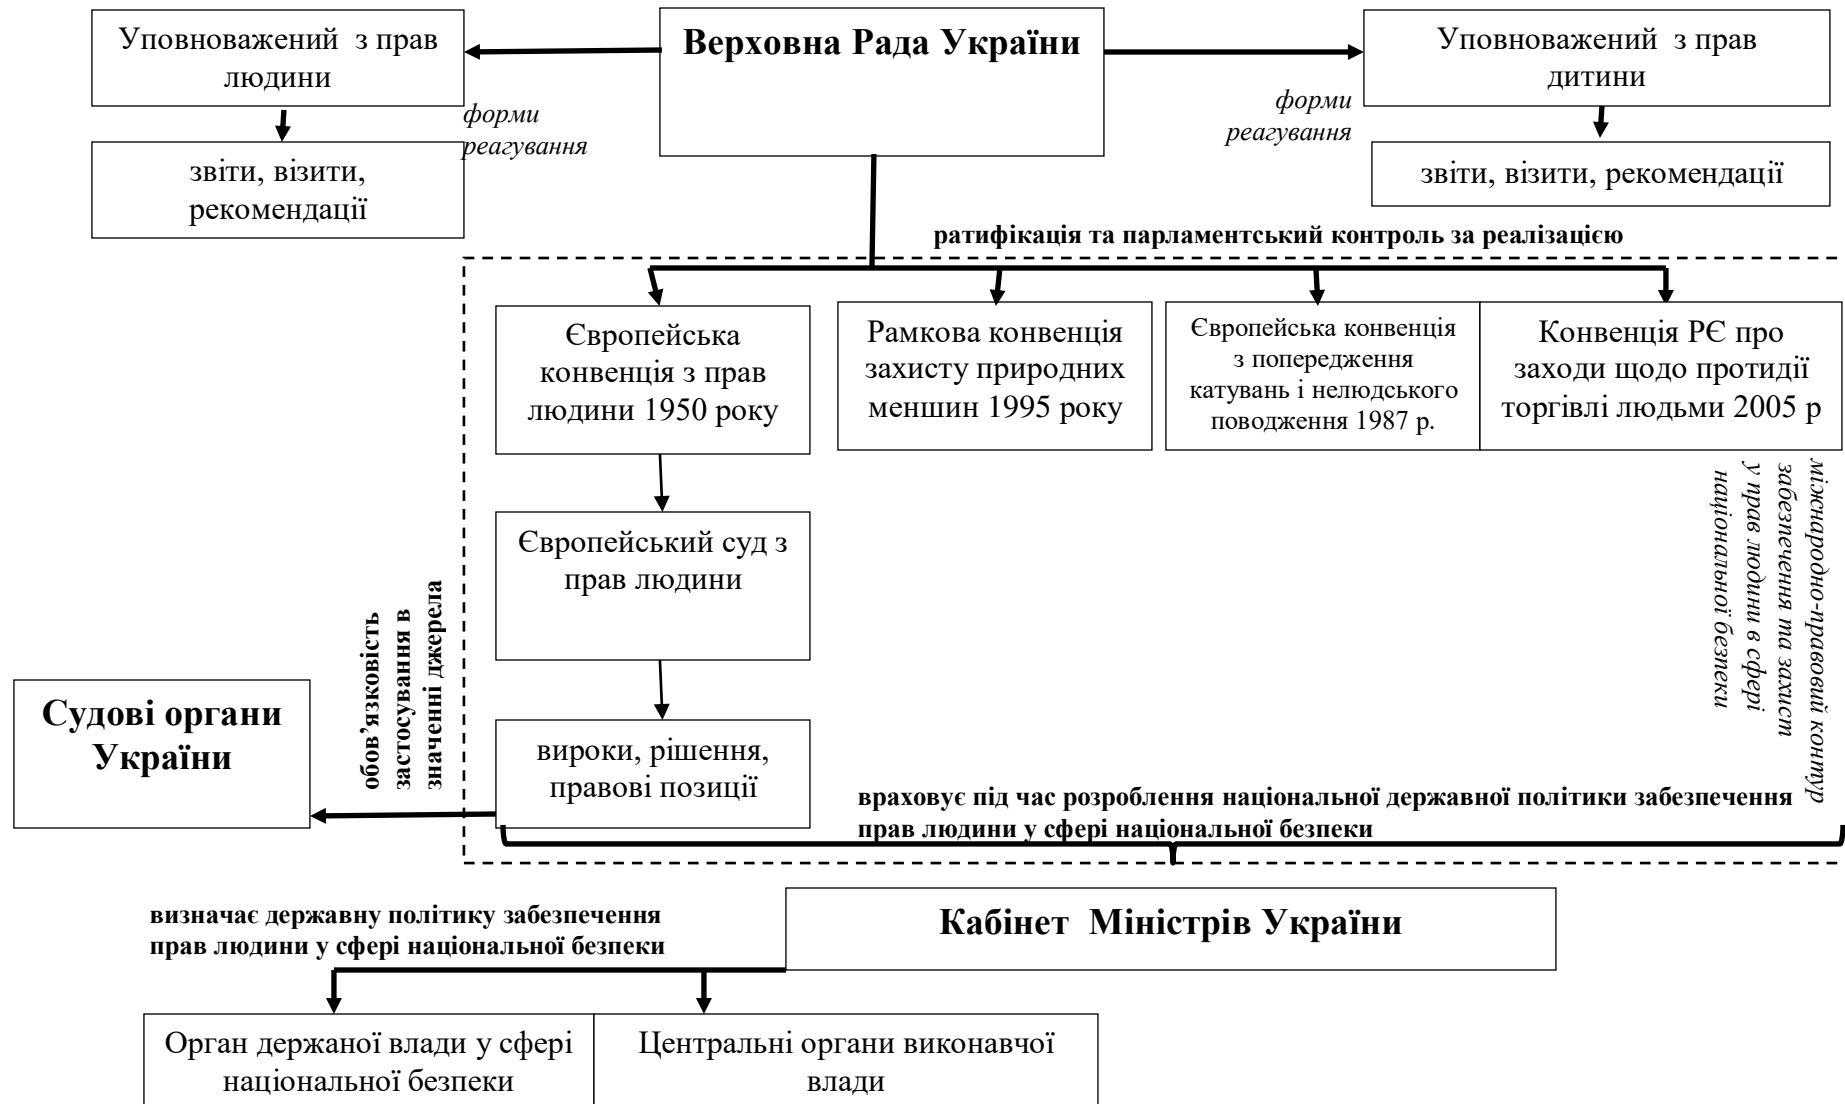 Уповноважений з прав
людини
Верховна Рада України
Уповноважений з прав
дитини
форми
реагування
форми
реагування
звіти, візити,
рекомендації
звіти, візити, рекомендації
ратифікація та парламентський контроль за реалізацією
Європейська
конвенція з прав
людини 1950 року
Рамкова конвенція
захисту природних
меншин 1995 року
Європейська конвенція
з попередження
катувань і нелюдського
поводження 1987 р.
Конвенція РЄ про
заходи щодо протидії
торгівлі людьми 2005 р
міжнародно-правовий контур
забезпечення та захист
у прав людини в сфері
національної безпеки
Європейський суд з
прав людини
обов’язковість
застосування в
значенні джерела
Судові органи
України
вироки, рішення,
правові позиції
враховує під час розроблення національної державної політики забезпечення
прав людини у сфері національної безпеки
Кабінет Міністрів України
визначає державну політику забезпечення
прав людини у сфері національної безпеки
Орган держаної влади у сфері
національної безпеки
Центральні органи виконавчої
влади